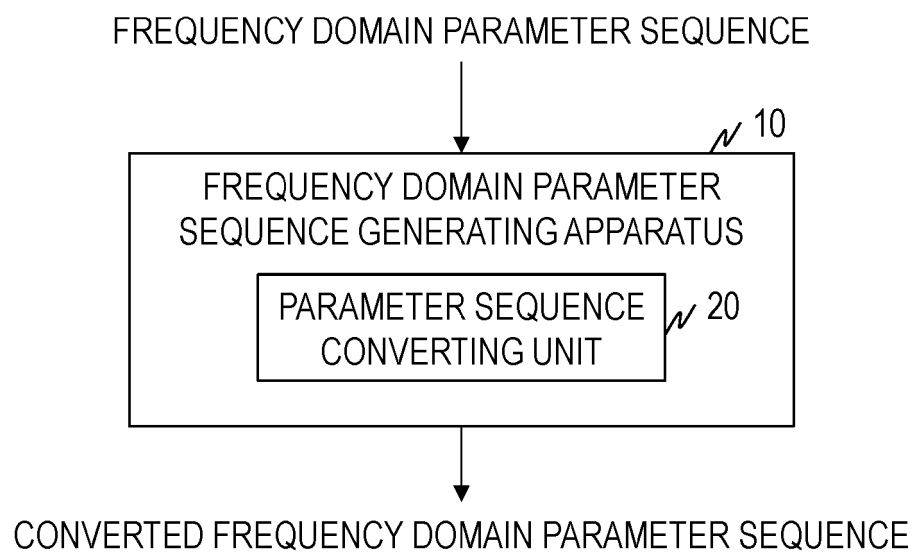 FREQUENCY DOMAIN PARAMETER SEQUENCE
10
FREQUENCY DOMAIN PARAMETER
SEQUENCE GENERATING APPARATUS
PARAMETER SEQUENCE
CONVERTING UNIT
20
CONVERTED FREQUENCY DOMAIN PARAMETER SEQUENCE